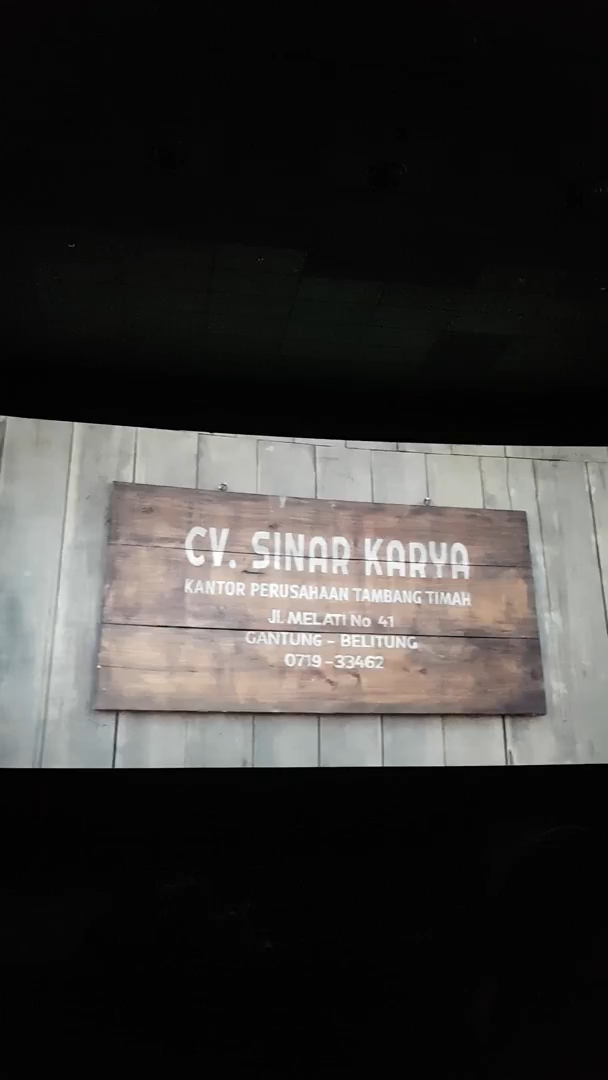 CV. SINAR KARYA
KANTOR PERUSAHAAN TAMBANG TIMAH
Jl. MELATI No 41
GANTUNG - BELITUNG
0719 -33462